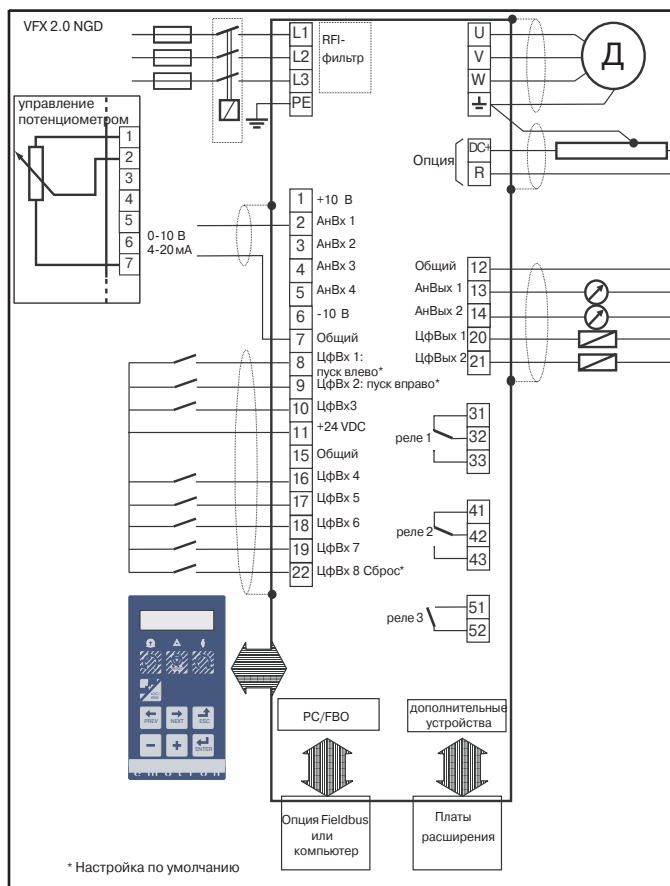 VFX 2.0 NGD
L1
L2
L3
PE
RFI-
фильтр
U
V
W
Д
управление
потенциометром
1
2
3
4
5
6
7
0-10 В
4-20 мА
Опция
DC+
R
1 +10 В
2 АнВх 1
3 АнВх 2
4 АнВх 3
5 АнВх 4
6 -10 В
7 Общий
8 ЦфВх 1:
пуск влево*
9 ЦфВх 2: пуск вправо*
10 ЦфВх3
11 +24 VDC
15 Общий
16 ЦфВх 4
17 ЦфВх 5
18 ЦфВх 6
19 ЦфВх 7
22 ЦфВх 8 Сброс*
Общий 12
АнВых 1 13
АнВых 2 14
ЦфВых 1 20
ЦфВых 2 21
реле 1
31
32
33
реле 2
41
42
43
реле 3
51
52
PREV
NEXT
ESC
ENTER
emotron
PC/FBO
дополнительные
устройства
Опция Fieldbus
или
компьютер
Платы
расширения
* Настройка по умолчанию